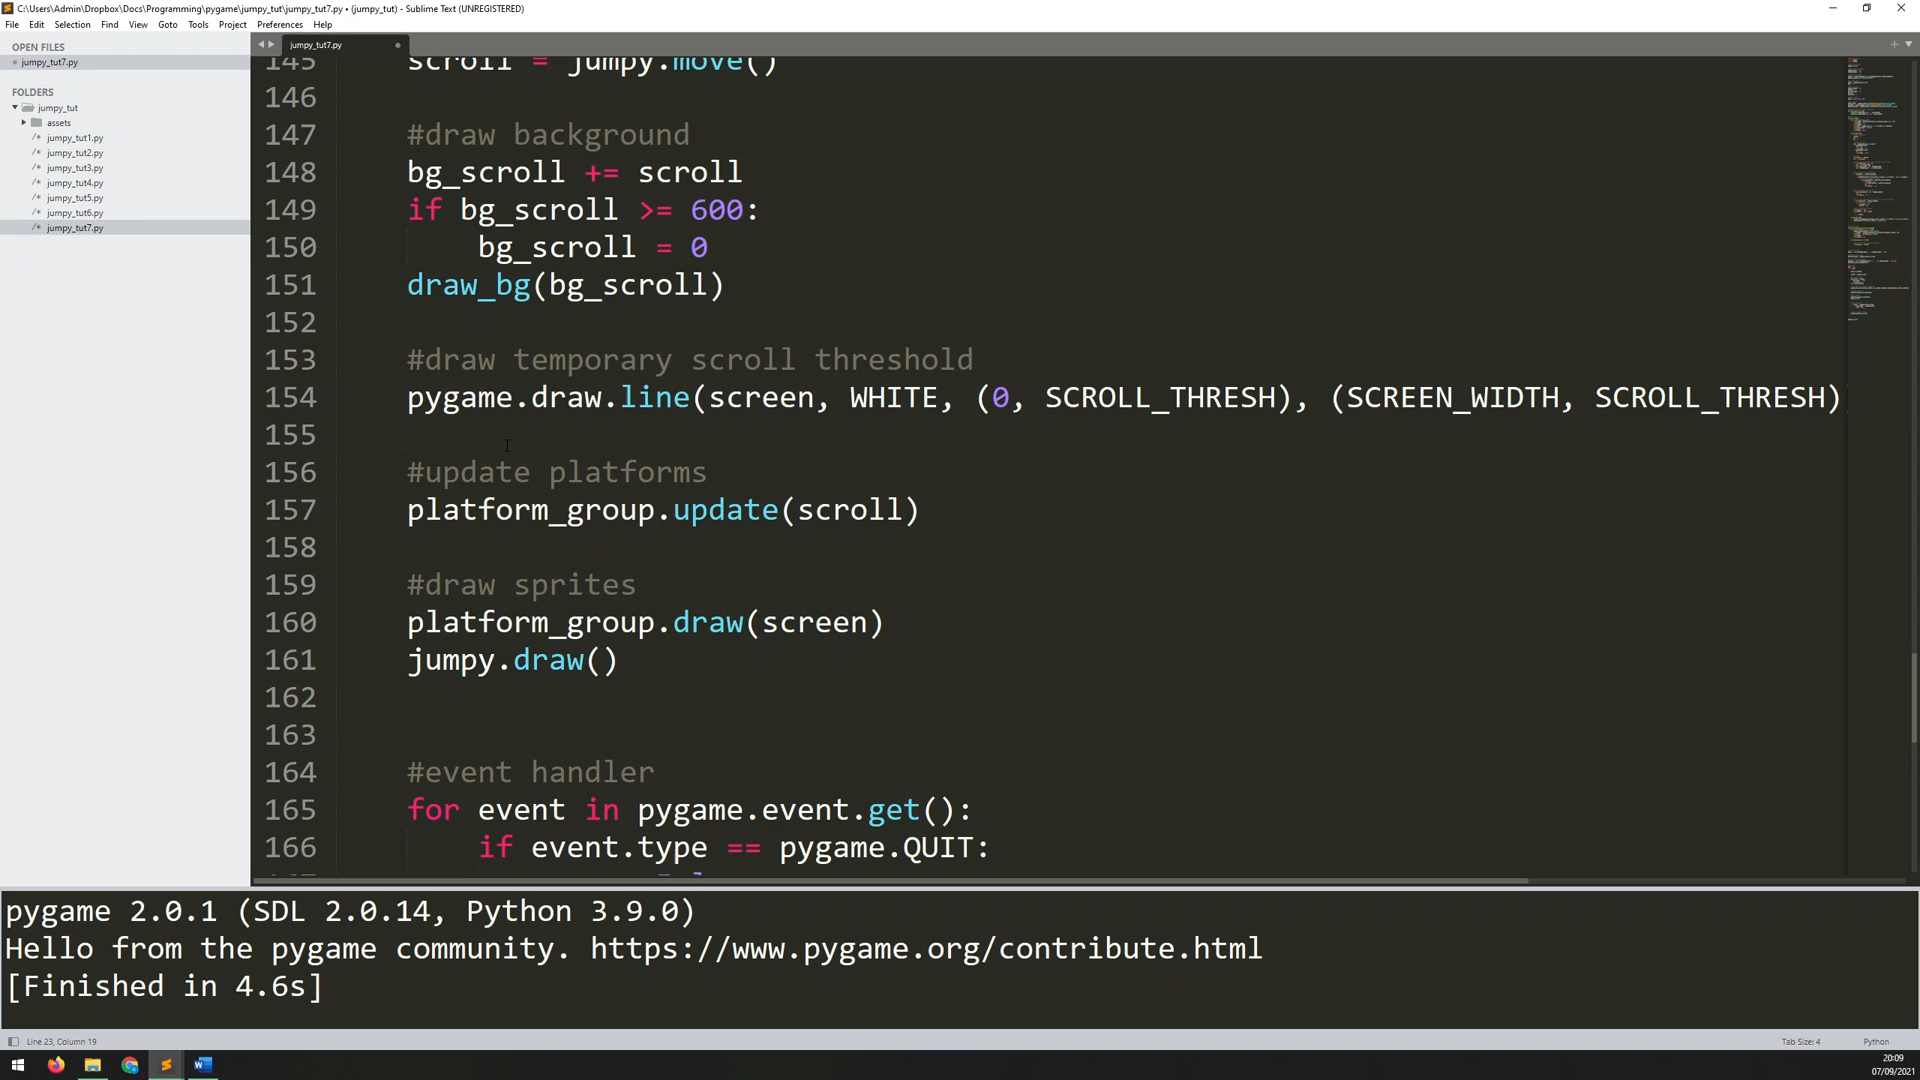 C:\Users\Admin\Dropbox\Docs\Programming\pygame\jumpy_tut\jumpy_tut7.py • (jumpy_tut) - Sublime Text (UNREGISTERED)
File Edit Selection Find View Goto Tools Project Preferences Help
OPEN FILES
jumpy_tut7.py
FOLDERS
jumpy_tut
assets
/* jumpy_tut1.py
/* jumpy_tut2.py
/* jumpy_tut3.py
/* jumpy_tut4.py
/* jumpy_tut5.py
/* jumpy_tut6.py
/* jumpy_tut7.py
jumpy_tut7.py
145 scroll = jumpy.move()
146
147 #draw background
148 bg_scroll += scroll
149 if bg_scroll >= 600:
150 bg_scroll = 0
151 draw_bg(bg_scroll)
152
153 #draw temporary scroll threshold
154 pygame.draw.line(screen, WHITE, (0, SCROLL_THRESH), (SCREEN_WIDTH, SCROLL_THRESH)
155
156 #update platforms
157 platform_group.update(scroll)
158
159 #draw sprites
160 platform_group.draw(screen)
161 jumpy.draw()
162
163
164 #event handler
165 for event in pygame.event.get():
166 if event.type == pygame.QUIT:
pygame 2.0.1 (SDL 2.0.14, Python 3.9.0)
Hello from the pygame community. https://www.pygame.org/contribute.html
[Finished in 4.6s]
Line 23, Column 19
Tab Size: 4
Python
20:09
07/09/2021